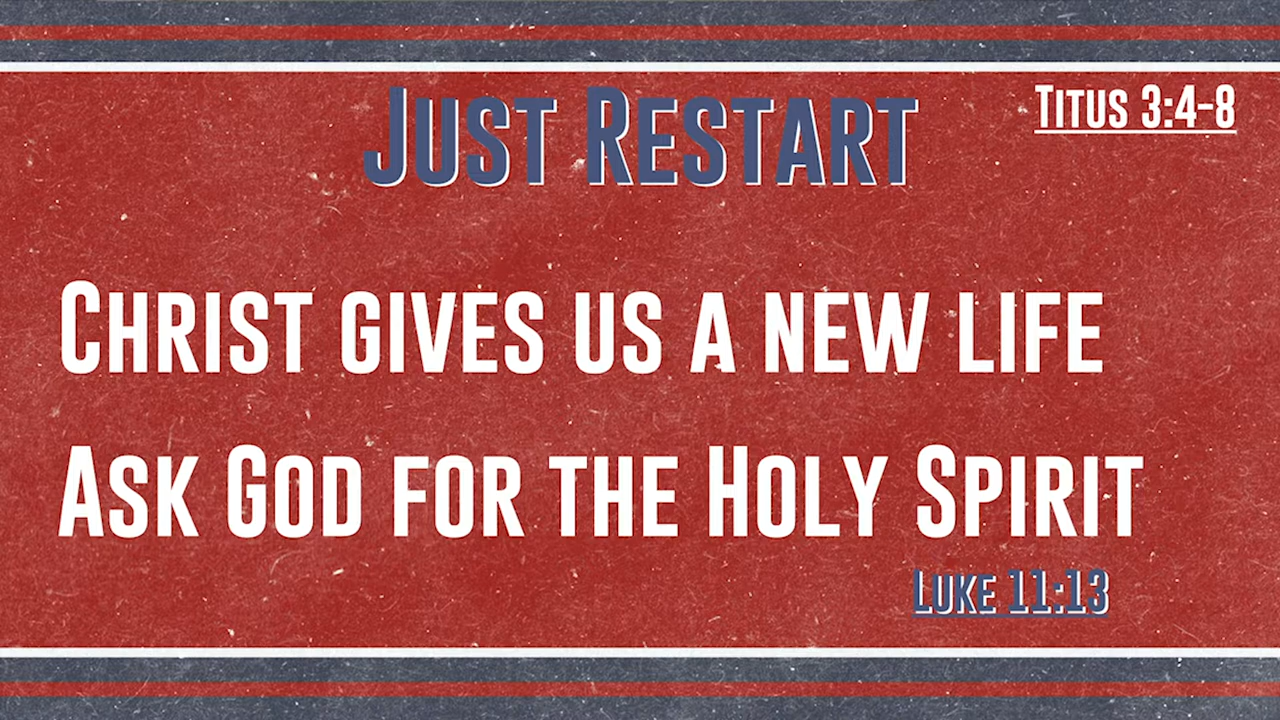 Just Restart
Titus 3:4-8
Christ gives us a new life
Ask God for the Holy Spirit
Luke 11:13